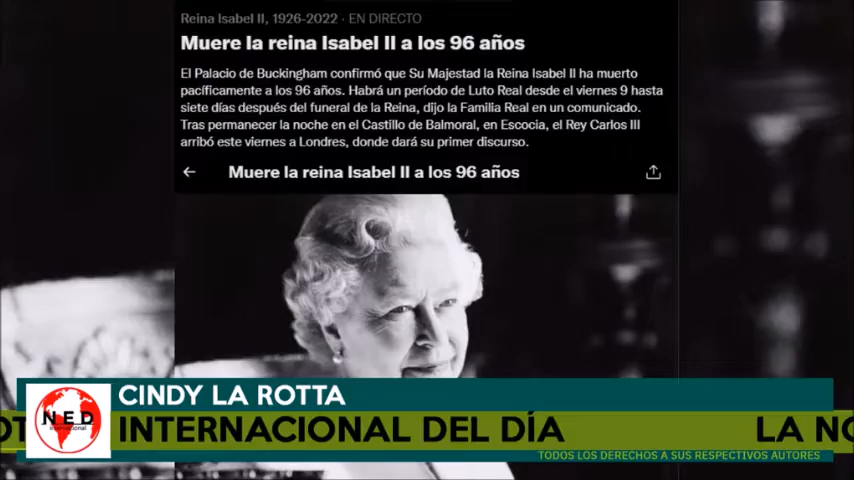 Reina Isabel II, 1926-2022 · EN DIRECTO
Muere la reina Isabel II a los 96 años
El Palacio de Buckingham confirmó que Su Majestad la Reina Isabel II ha muerto
pacíficamente a los 96 años. Habrá un período de Luto Real desde el viernes 9 hasta
siete días después del funeral de la Reina, dijo la Familia Real en un comunicado.
Tras permanecer la noche en el Castillo de Balmoral, en Escocia, el Rey Carlos III
arribó este viernes a Londres, donde dará su primer discurso.
Muere la reina Isabel II a los 96 años
CINDY LA ROTTA
NED
International
INTERNACIONAL DEL DÍA
LA NO
TODOS LOS DERECHOS A SUS RESPECTIVOS AUTORES